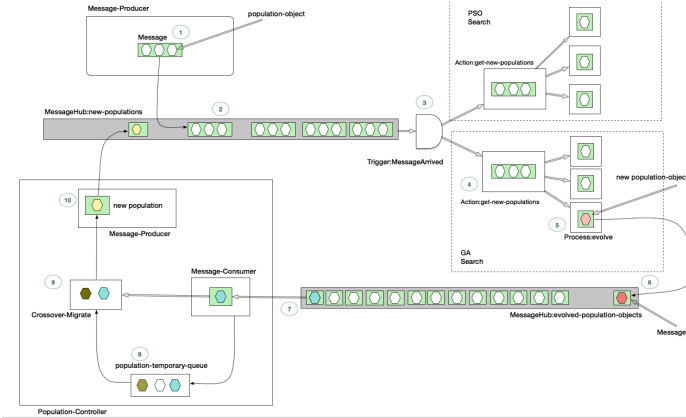 Message-Producer
1
population-object
Message
PSO
Search
Action:get-new-populations
MessageHub:new-populations
2
3
Trigger:MessageArrived
4
Action:get-new-populations
new population-objec
5
Process:evolve
GA
Search
10
new population
Message-Producer
Message-Consumer
9
Crossover-Migrate
7
6
MessageHub:evolved-population-objects
Message
8
population-temporary-queue
Population-Controller